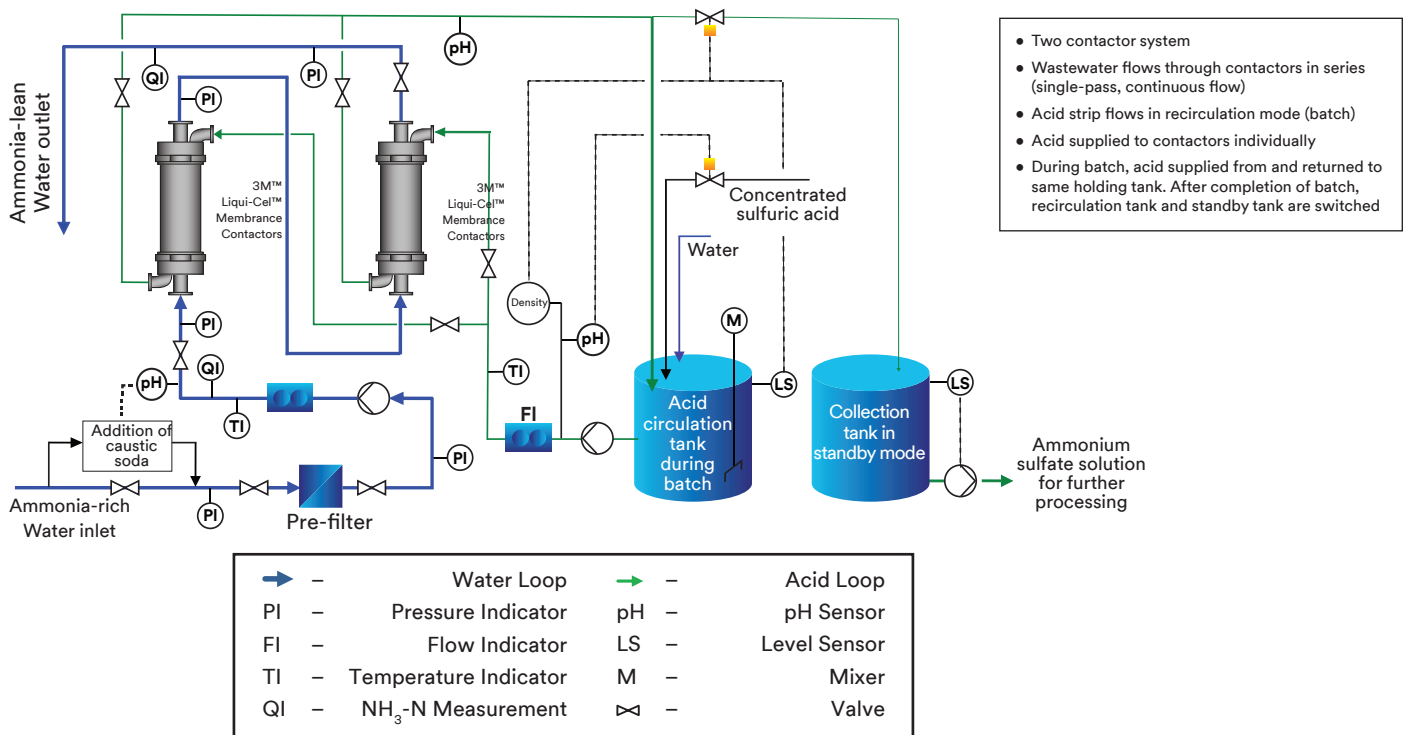 pH
QI
PI
PI
Ammonia-lean
Water outlet
3M™
Liqui-Cel™
Membrance
Contactors
3M™
Liqui-Cel™
Membrance
Contactors
Concentrated
sulfuric acid
Water
Density
pH
M
PI
TI
LS
LS
pH
QI
TI
FI
Addition of
caustic
soda
PI
PI
Ammonia-rich
Water inlet
Pre-filter
Acid
circulation
tank
during
batch
Collection
tank in
standby mode
Ammonium
sulfate solution
for further
processing
• Two contactor system
• Wastewater flows through contactors in series
(single-pass, continuous flow)
• Acid strip flows in recirculation mode (batch)
• Acid supplied to contactors individually
• During batch, acid supplied from and returned to
same holding tank. After completion of batch,
recirculation tank and standby tank are switched
– Water Loop – Acid Loop
PI – Pressure Indicator pH – pH Sensor
FI – Flow Indicator LS – Level Sensor
TI – Temperature Indicator M – Mixer
QI – NH₃-N Measurement – Valve